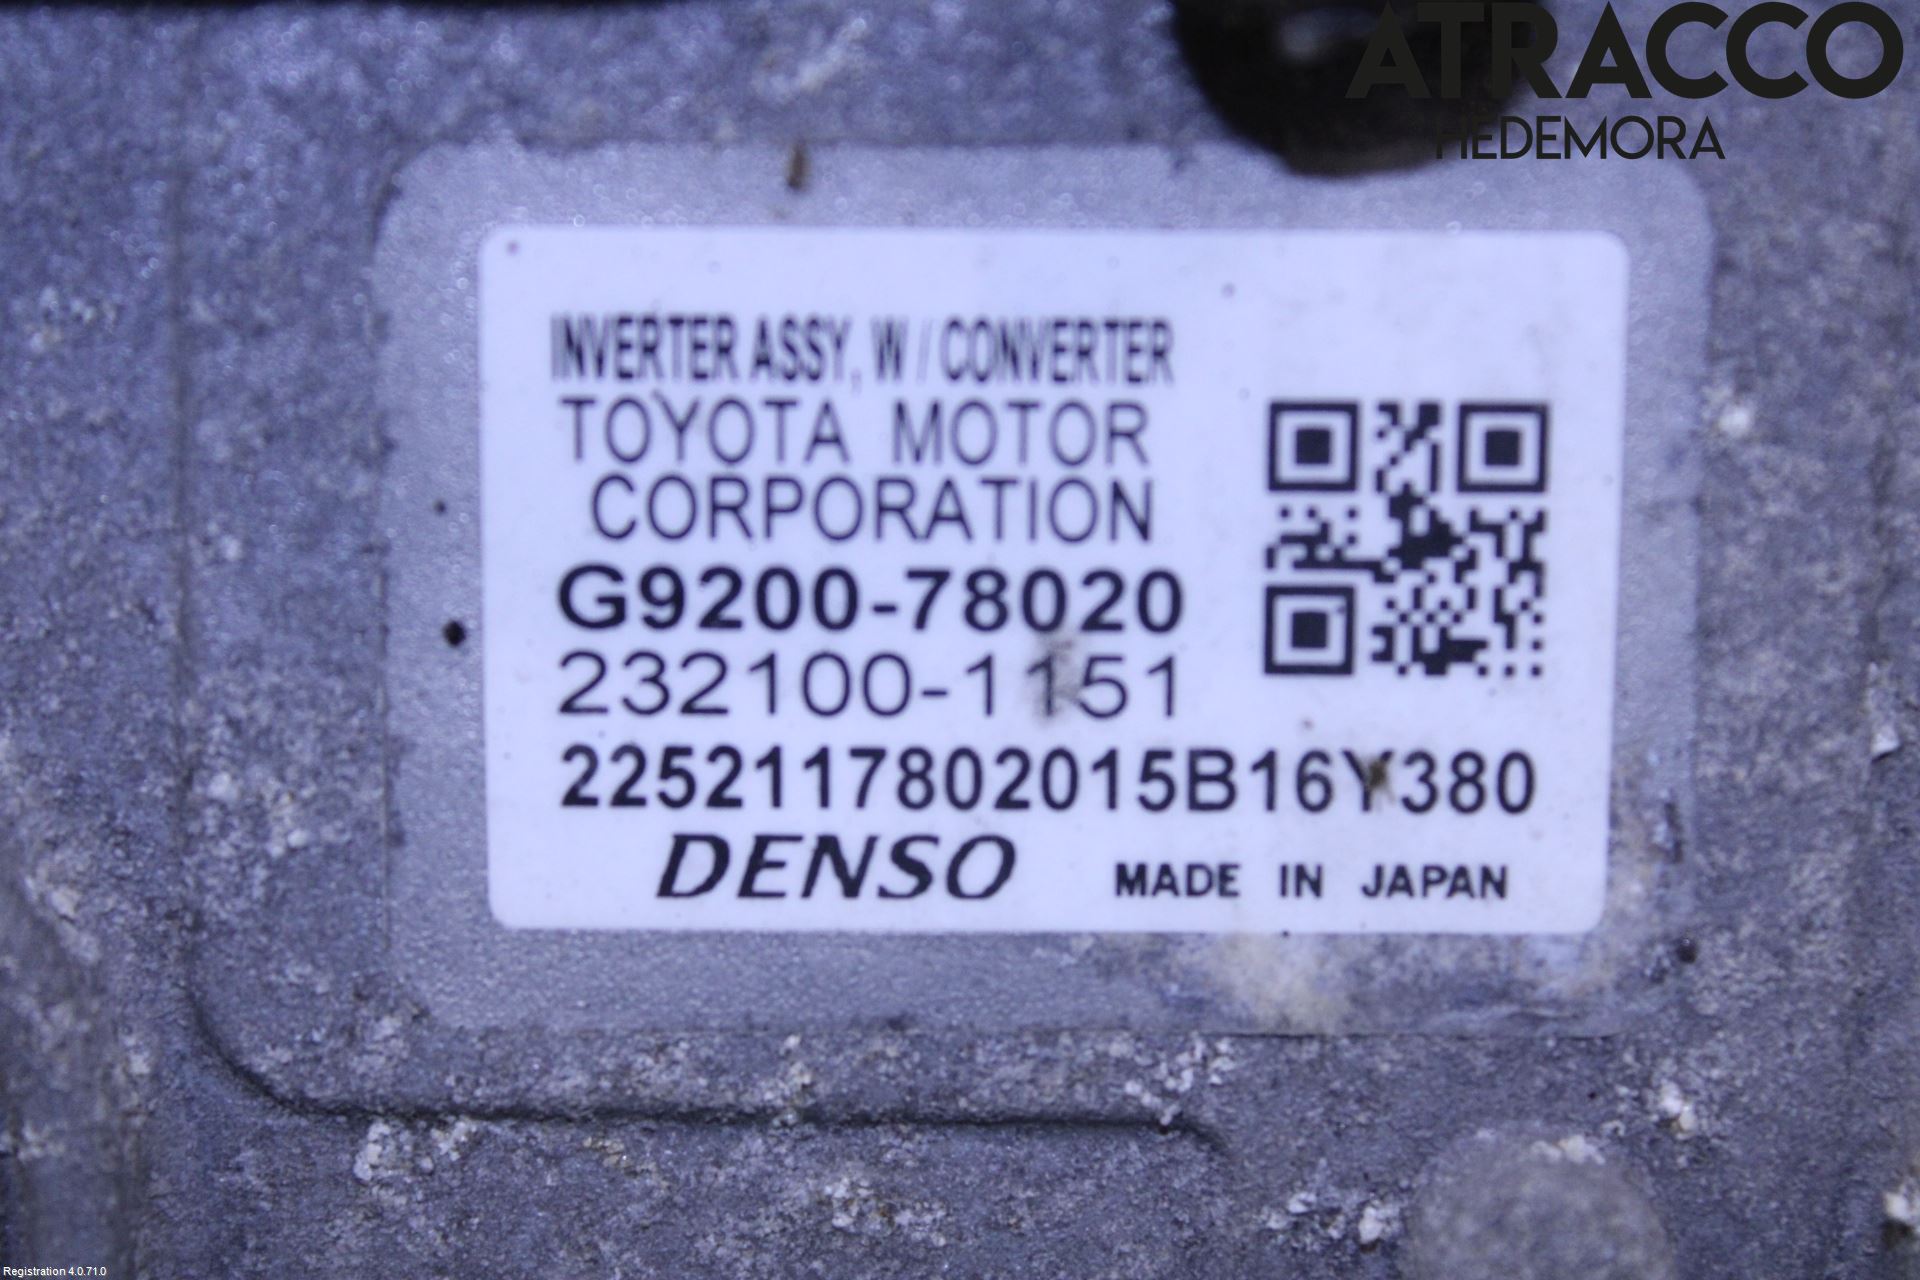 ATRACCO
HEDEMORA
INVERTER ASSY, W / CONVERTER
TOYOTA MOTOR
CORPORATION
G9200-78020
232100-1151
2252117802015B16Y380
DENSO MADE IN JAPAN
Registration 4.0.71.0